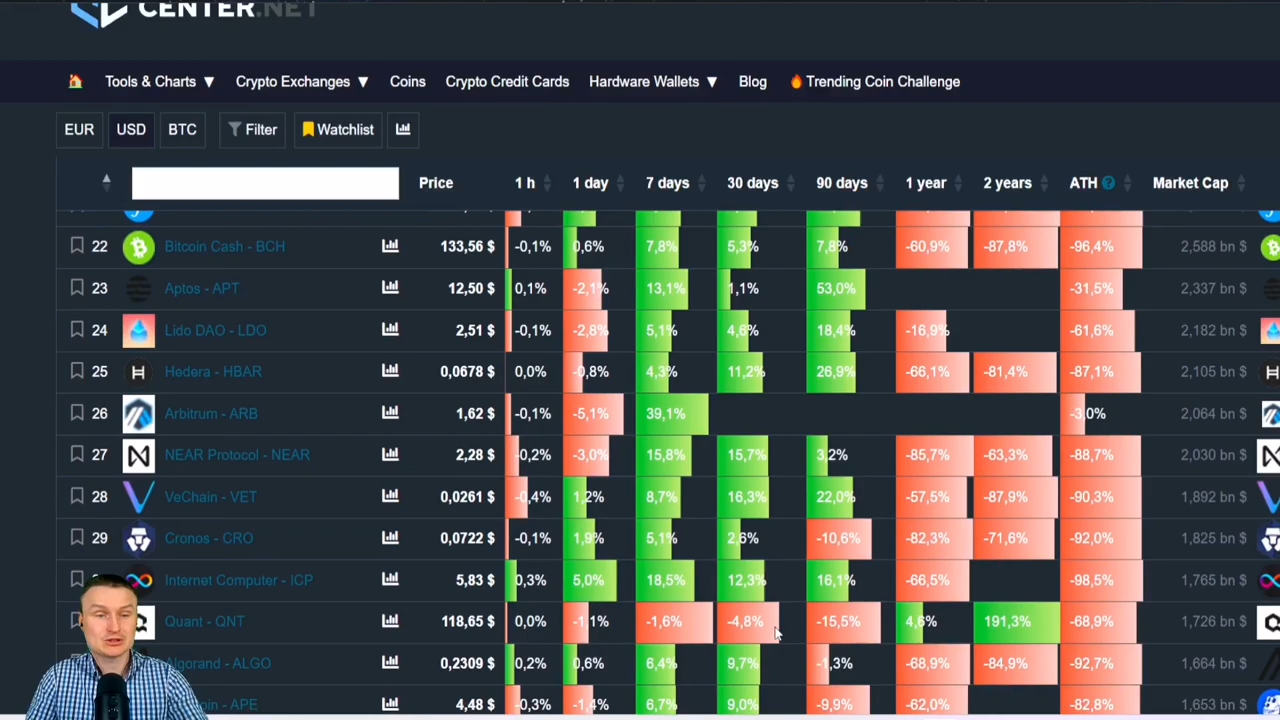 CENTER.NET
Tools & Charts ▼ Crypto Exchanges ▼ Coins Crypto Credit Cards Hardware Wallets ▼ Blog Trending Coin Challenge
EUR USD BTC Filter Watchlist
Price 1 h 1 day 7 days 30 days 90 days 1 year 2 years ATH Market Cap
22 Bitcoin Cash - BCH 133,56 $ -0,1% 0,6% 7,8% 5,3% 7,8% -60,9% -87,8% -96,4% 2,588 bn $
23 Aptos - APT 12,50 $ 0,1% -2,1% 13,1% 1,1% 53,0% -31,5% 2,337 bn $
24 Lido DAO - LDO 2,51 $ -0,1% -2,8% 5,1% 4,6% 18,4% -16,9% -61,6% 2,182 bn $
25 Hedera - HBAR 0,0678 $ 0,0% -0,8% 4,3% 11,2% 26,9% -66,1% -81,4% -87,1% 2,105 bn $
26 Arbitrum - ARB 1,62 $ -0,1% -5,1% 39,1% -3,0% 2,064 bn $
27 NEAR Protocol - NEAR 2,28 $ -0,2% -3,0% 15,8% 15,7% 3,2% -85,7% -63,3% -88,7% 2,030 bn $
28 VeChain - VET 0,0261 $ -0,4% 1,2% 8,7% 16,3% 22,0% -57,5% -87,9% -90,3% 1,892 bn $
29 Cronos - CRO 0,0722 $ -0,1% 1,9% 5,1% 2,6% -10,6% -82,3% -71,6% -92,0% 1,825 bn $
Internet Computer - ICP 5,83 $ 0,3% 5,0% 18,5% 12,3% 16,1% -66,5% -98,5% 1,765 bn $
Quant - QNT 118,65 $ 0,0% -1,1% -1,6% -4,8% -15,5% 4,6% 191,3% -68,9% 1,726 bn $
Algorand - ALGO 0,2309 $ 0,2% 0,6% 6,4% 9,7% -1,3% -68,9% -84,9% -92,7% 1,664 bn $
- APE 4,48 $ -0,3% -1,4% 6,7% 9,0% -9,9% -62,0% -82,8% 1,653 bn $